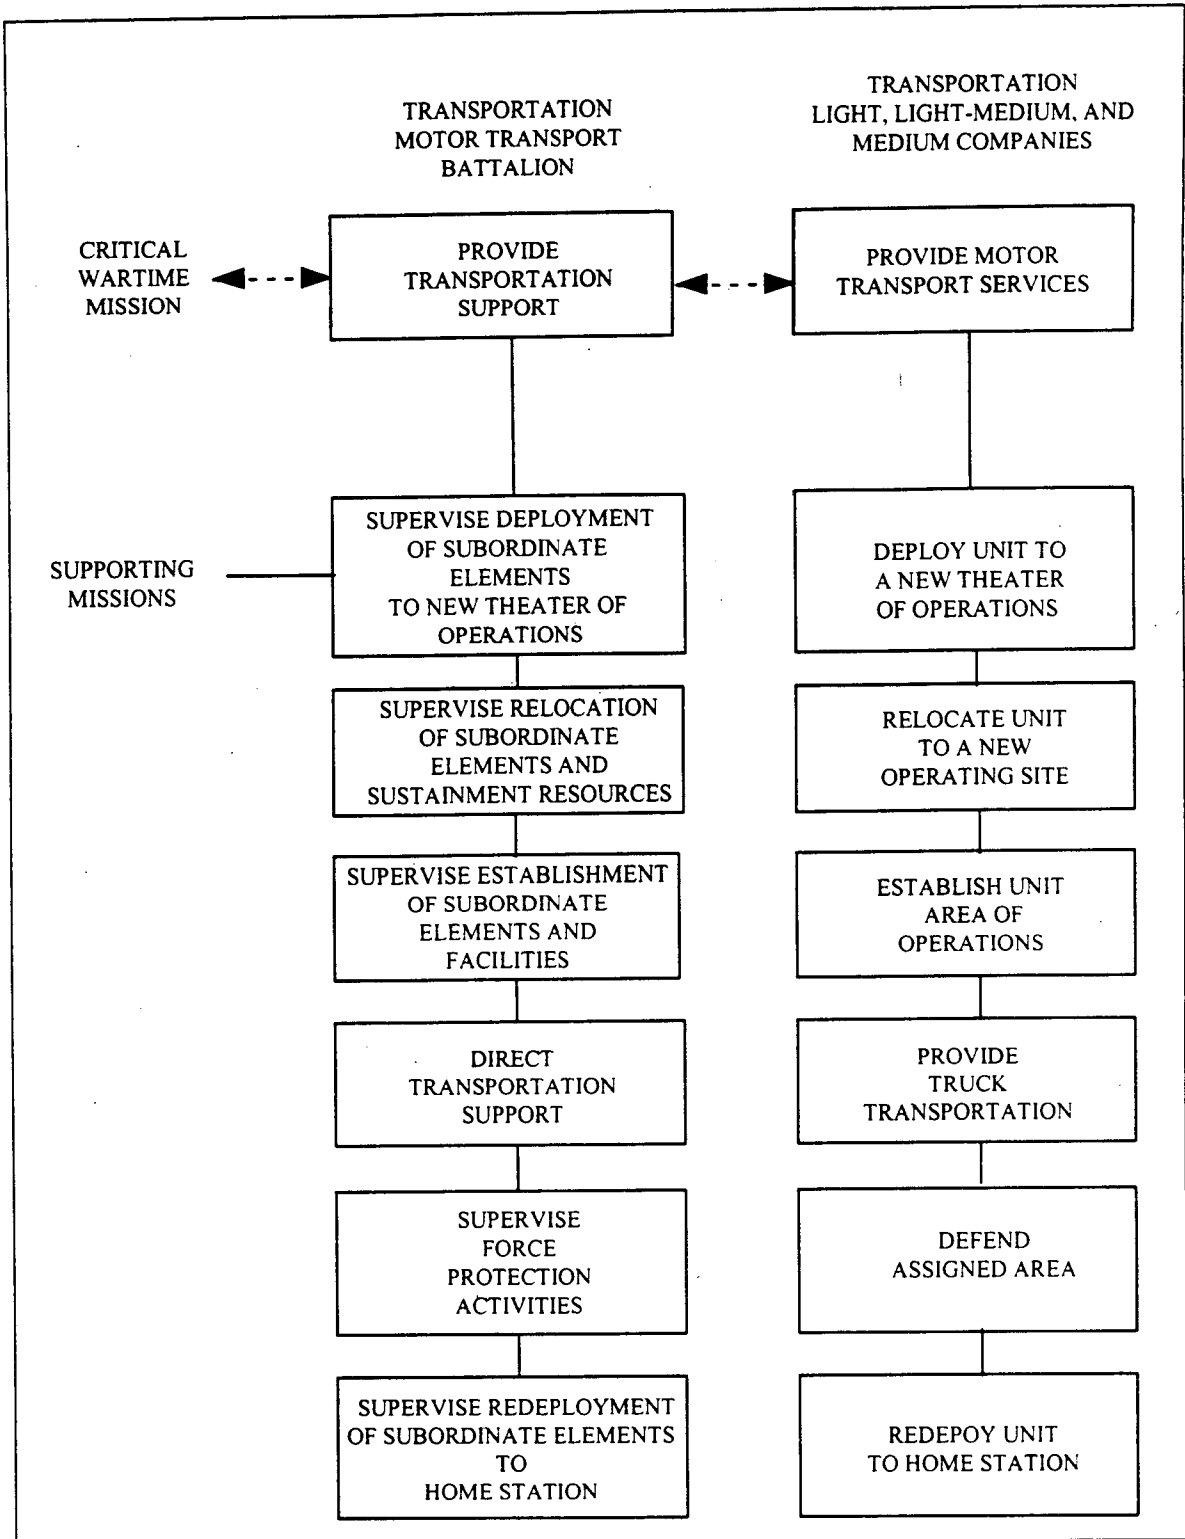 TRANSPORTATION
MOTOR TRANSPORT
BATTALION
TRANSPORTATION
LIGHT, LIGHT-MEDIUM, AND
MEDIUM COMPANIES
CRITICAL
WARTIME
MISSION
PROVIDE
TRANSPORTATION
SUPPORT
PROVIDE MOTOR
TRANSPORT SERVICES
SUPPORTING
MISSIONS
SUPERVISE DEPLOYMENT
OF SUBORDINATE
ELEMENTS
TO NEW THEATER OF
OPERATIONS
DEPLOY UNIT TO
A NEW THEATER
OF OPERATIONS
SUPERVISE RELOCATION
OF SUBORDINATE
ELEMENTS AND
SUSTAINMENT RESOURCES
RELOCATE UNIT
TO A NEW
OPERATING SITE
SUPERVISE ESTABLISHMENT
OF SUBORDINATE
ELEMENTS AND
FACILITIES
ESTABLISH UNIT
AREA OF
OPERATIONS
DIRECT
TRANSPORTATION
SUPPORT
PROVIDE
TRUCK
TRANSPORTATION
SUPERVISE
FORCE
PROTECTION
ACTIVITIES
DEFEND
ASSIGNED AREA
SUPERVISE REDEPLOYMENT
OF SUBORDINATE ELEMENTS
TO
HOME STATION
REDEPOY UNIT
TO HOME STATION